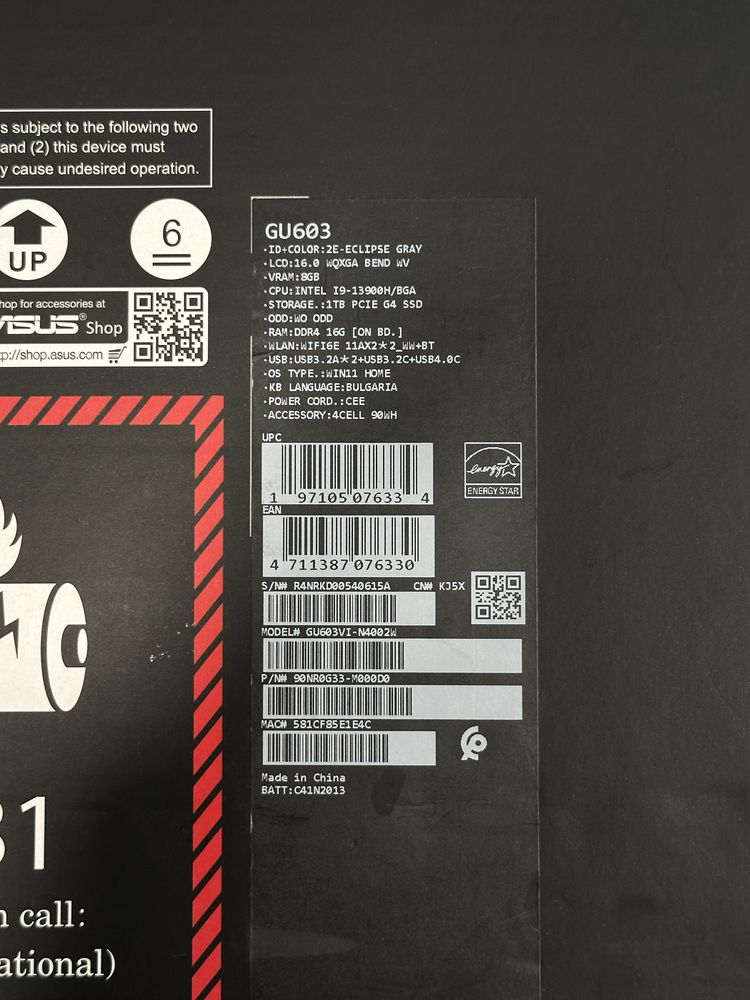 s subject to the following two
and (2) this device must
y cause undesired operation.
UP
6
hop for accessories at
ASUS® Shop
tp://shop.asus.com
GU603
·ID+COLOR:2E-ECLIPSE GRAY
·LCD:16.0 WQXGA BEND WV
·VRAM:8GB
·CPU:INTEL I9-13900H/BGA
·STORAGE.:1TB PCIE G4 SSD
·ODD:WO ODD
·RAM:DDR4 16G [ON BD.]
·WLAN:WIFI6E 11AX2*2_WW+BT
·USB:USB3.2A*2+USB3.2C+USB4.0C
·OS TYPE.:WIN11 HOME
·KB LANGUAGE:BULGARIA
·POWER CORD.:CEE
·ACCESSORY:4CELL 90WH
UPC
1 97105 07633 4
energy
ENERGY STAR
EAN
4 711387 076330
S/N# R4NRKD00540615A CN# KJ5X
MODEL# GU603VI-N4002W
P/N# 90NR0G33-M000D0
MAC# 581CF85E1E4C
Made in China
BATT:C41N2013
31
n call:
ational)